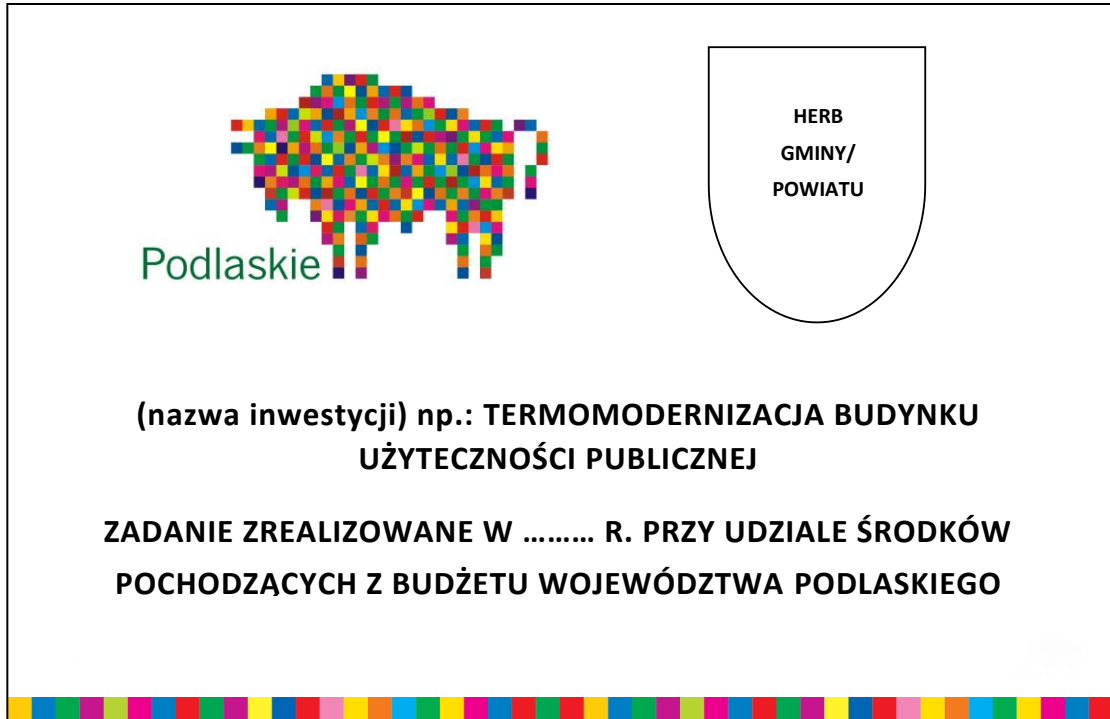 Podlaskie
HERB
GMINY/
POWIATU
(nazwa inwestycji) np.: TERMOMODERNIZACJA BUDYNKU
UŻYTECZNOŚCI PUBLICZNEJ
ZADANIE ZREALIZOWANE W ……… R. PRZY UDZIALE ŚRODKÓW
POCHODZĄCYCH Z BUDŻETU WOJEWÓDZTWA PODLASKIEGO